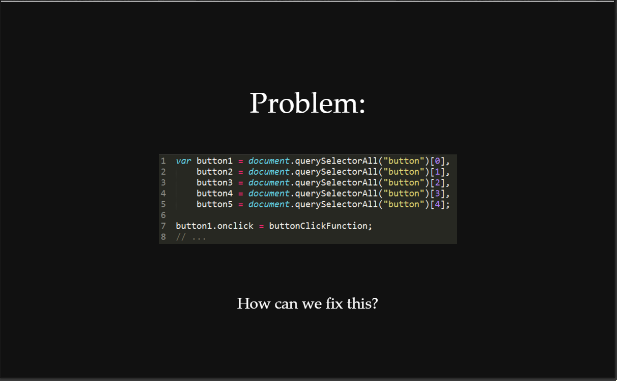 Problem:
1 var button1 = document.querySelectorAll("button")[0],
2 button2 = document.querySelectorAll("button")[1],
3 button3 = document.querySelectorAll("button")[2],
4 button4 = document.querySelectorAll("button")[3],
5 button5 = document.querySelectorAll("button")[4];
6
7 button1.onclick = buttonClickFunction;
8 // ...
How can we fix this?